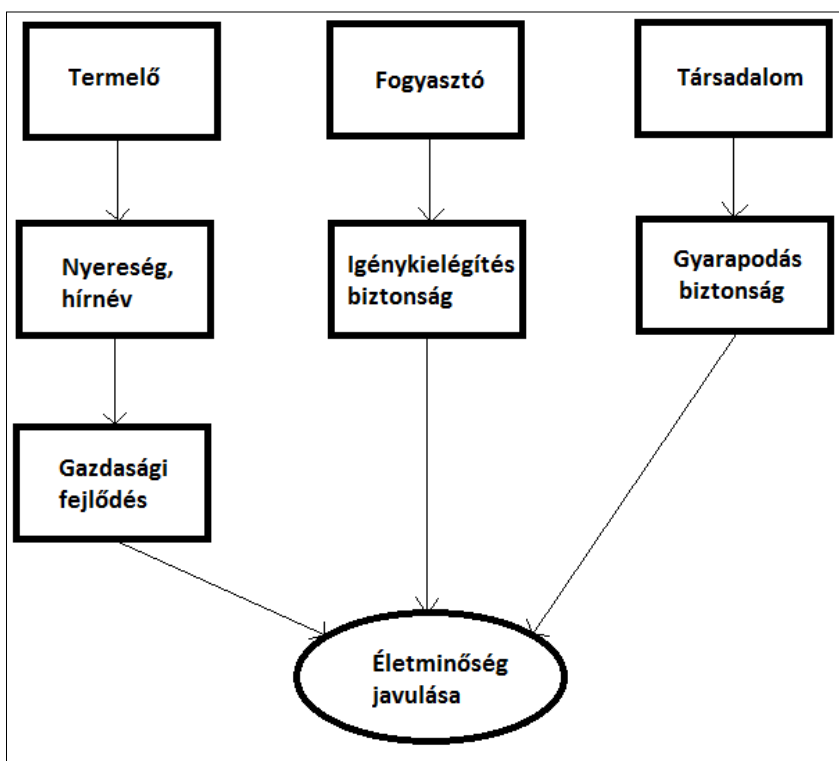 Termelő
Fogyasztó
Társadalom
Nyereség,
hírnév
Igénykielégítés
biztonság
Gyarapodás
biztonság
Gazdasági
fejlődés
Életminőség
javulása